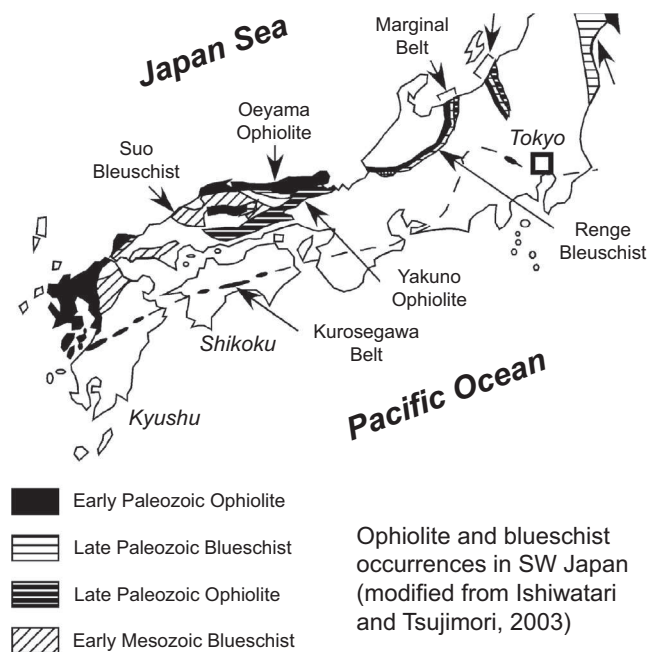 Japan Sea
Marginal
Belt
Oeyama
Ophiolite
Suo
Bleuschist
Tokyo
Renge
Bleuschist
Yakuno
Ophiolite
Kurosegawa
Belt
Shikoku
Kyushu
Pacific Ocean
Early Paleozoic Ophiolite
Late Paleozoic Blueschist
Late Paleozoic Ophiolite
Early Mesozoic Blueschist
Ophiolite and blueschist
occurrences in SW Japan
(modified from Ishiwatari
and Tsujimori, 2003)